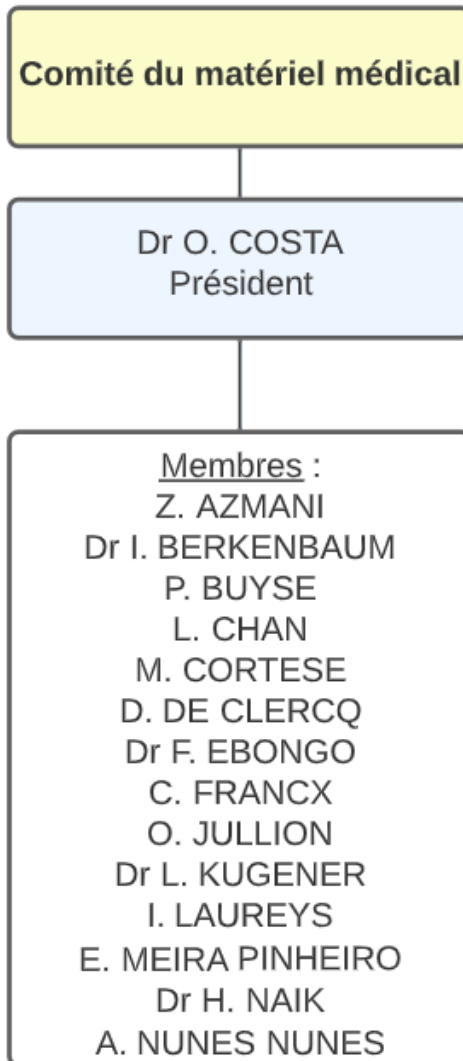 Comité du matériel médical
Dr O. COSTA
Président
Membres :
Z. AZMANI
Dr I. BERKENBAUM
P. BUYSE
L. CHAN
M. CORTESE
D. DE CLERCQ
Dr F. EBONGO
C. FRANCX
O. JULLION
Dr L. KUGENER
I. LAUREYS
E. MEIRA PINHEIRO
Dr H. NAIK
A. NUNES NUNES